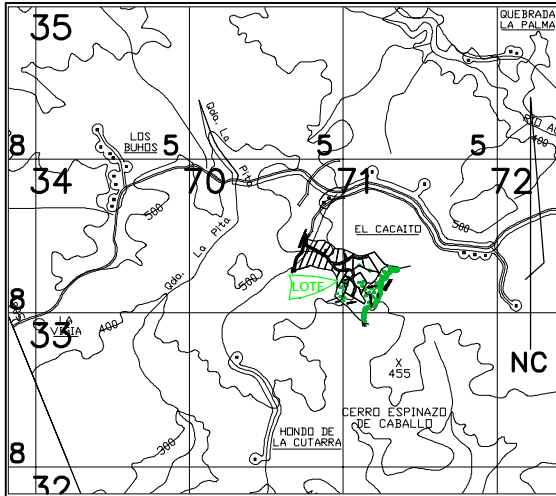 35
QUEBRADA
LA PALMA
LOS
BUHOS
Qda. La Pita
8
5
5
5
34
70
71
72
400
500
EL CACAITO
500
Qda. La Pita
500
LOTE
8
33
LA
VIGIA
400
X
455
NC
CERRO ESPINAZO
DE CABALLO
HONDO DE
LA CUTARRA
300
8
32